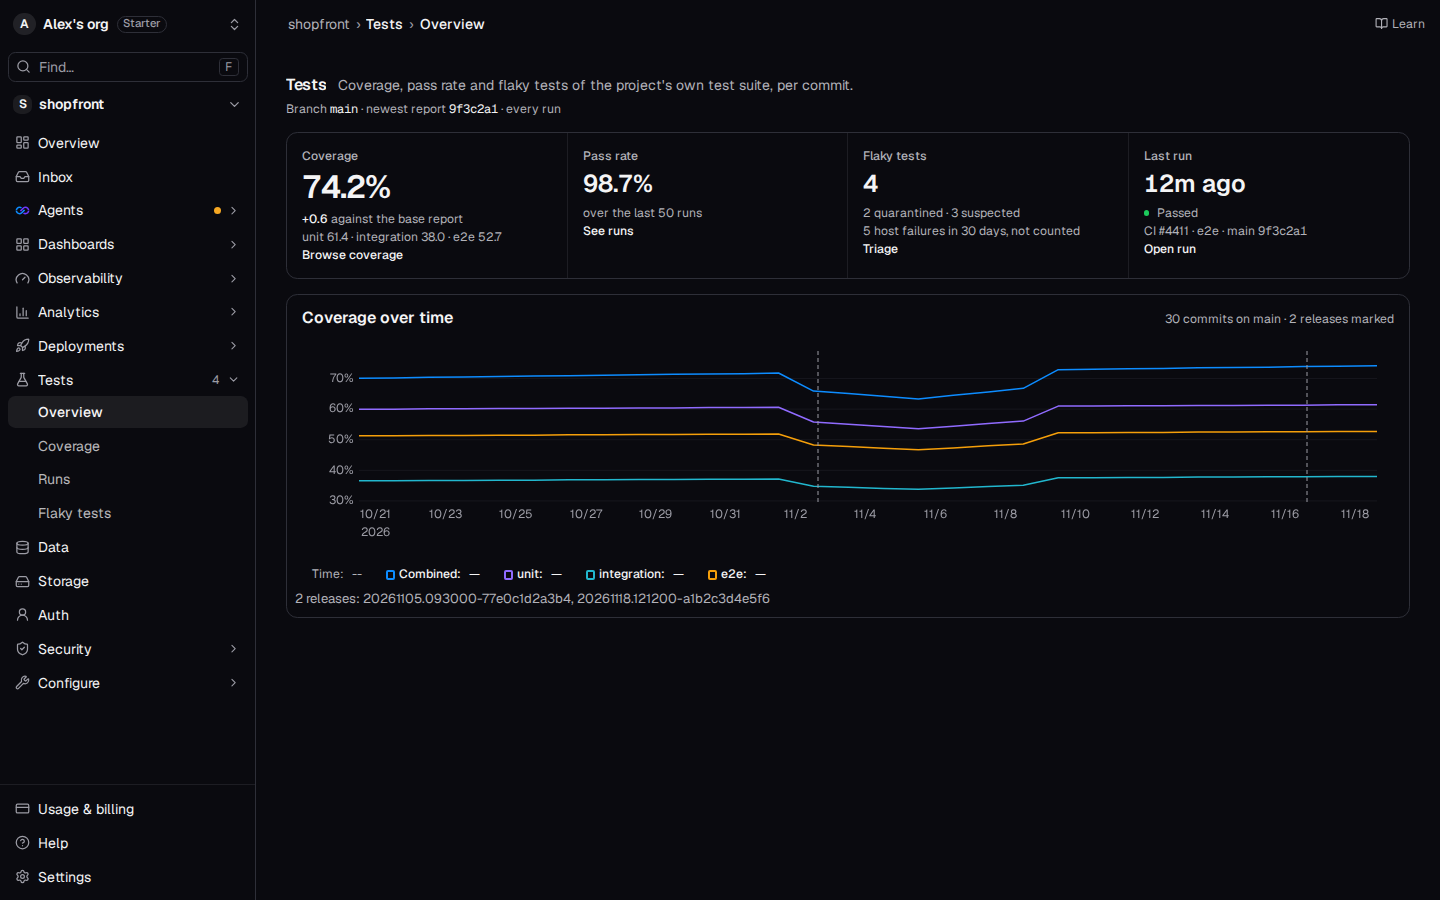 A Alex's org Starter
Find... F
S shopfront
Overview
Inbox
Agents
Dashboards
Observability
Analytics
Deployments
Tests 4
Overview
Coverage
Runs
Flaky tests
Data
Storage
Auth
Security
Configure
Usage & billing
Help
Settings
shopfront › Tests › Overview
Learn
Tests Coverage, pass rate and flaky tests of the project's own test suite, per commit.
Branch main · newest report 9f3c2a1 · every run
Coverage
74.2%
+0.6 against the base report
unit 61.4 · integration 38.0 · e2e 52.7
Browse coverage
Pass rate
98.7%
over the last 50 runs
See runs
Flaky tests
4
2 quarantined · 3 suspected
5 host failures in 30 days, not counted
Triage
Last run
12m ago
Passed
CI #4411 · e2e · main 9f3c2a1
Open run
Coverage over time
30 commits on main · 2 releases marked
70%
60%
50%
40%
30%
10/21 10/23 10/25 10/27 10/29 10/31 11/2 11/4 11/6 11/8 11/10 11/12 11/14 11/16 11/18
2026
Time: -- Combined: — unit: — integration: — e2e: —
2 releases: 20261105.093000-77e0c1d2a3b4, 20261118.121200-a1b2c3d4e5f6